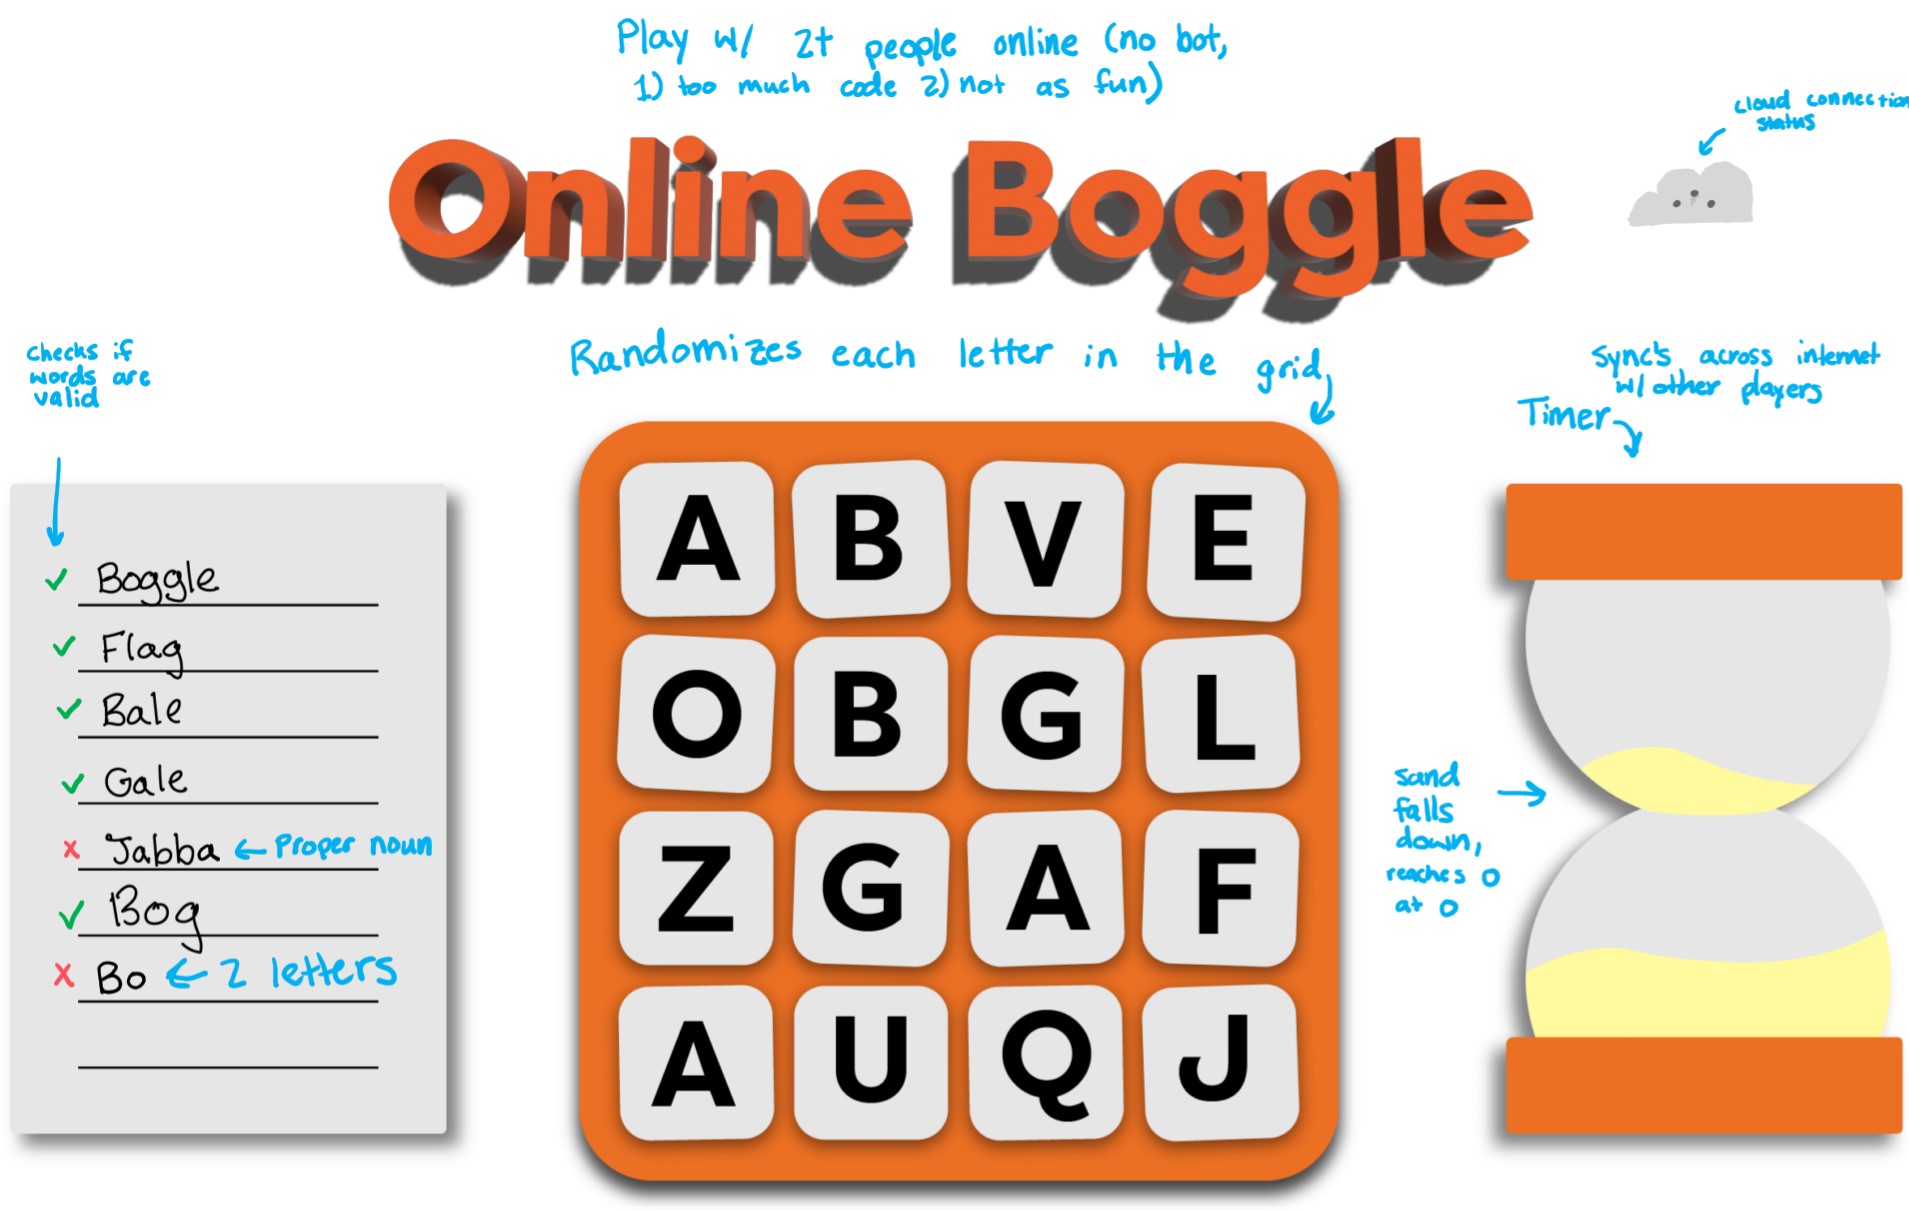 Play w/ 2+ people online (no bot,
1) too much code 2) not as fun)
cloud connection
status
Online Boggle
checks if
words are
valid
Randomizes each letter in the grid
Sync's across internet
w/ other players
Timer
Boggle
Flag
Bale
Gale
Jabba ← Proper noun
Bog
Bo ← 2 letters
A B V E
O B G L
Z G A F
A U Q J
sand
falls
down,
reaches 0
at 0